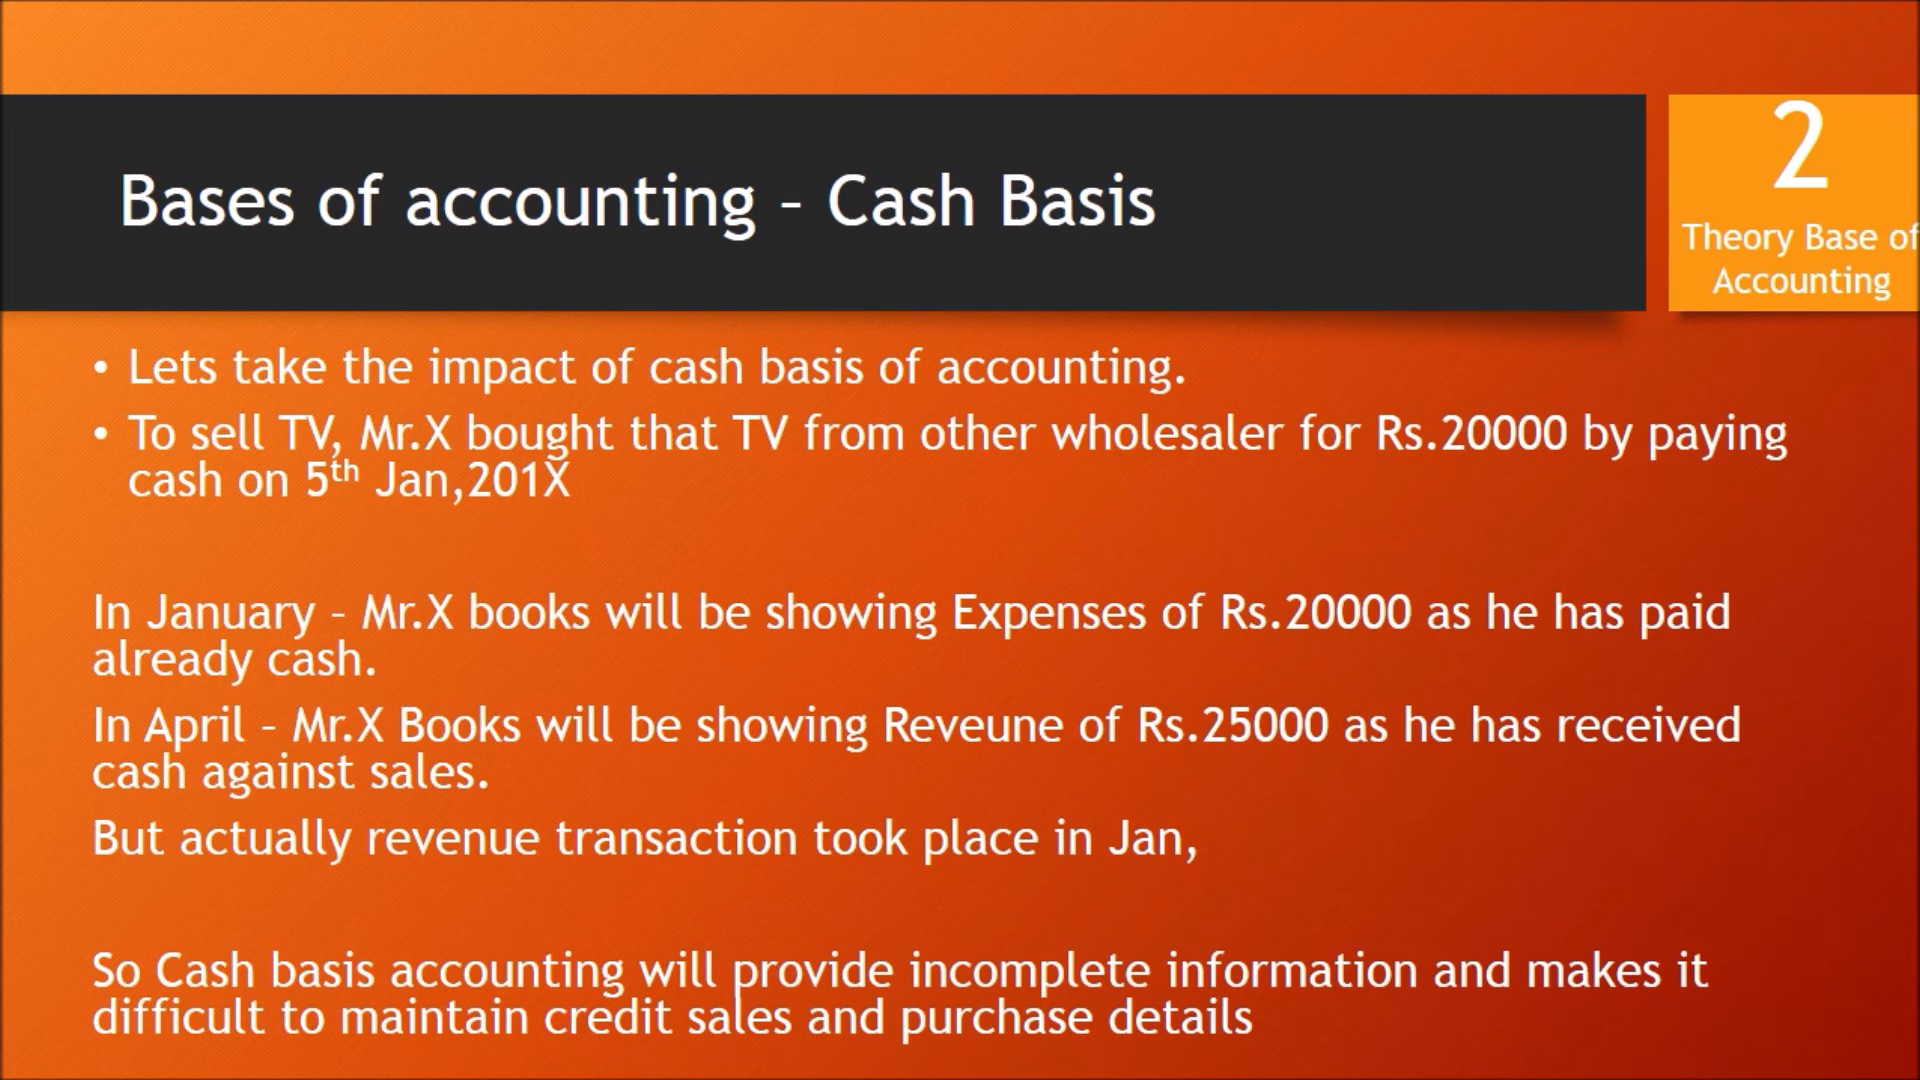 Bases of accounting – Cash Basis
2
Theory Base of
Accounting
• Lets take the impact of cash basis of accounting.
• To sell TV, Mr.X bought that TV from other wholesaler for Rs.20000 by paying
cash on 5th Jan,201X
In January – Mr.X books will be showing Expenses of Rs.20000 as he has paid
already cash.
In April – Mr.X Books will be showing Reveune of Rs.25000 as he has received
cash against sales.
But actually revenue transaction took place in Jan,
So Cash basis accounting will provide incomplete information and makes it
difficult to maintain credit sales and purchase details